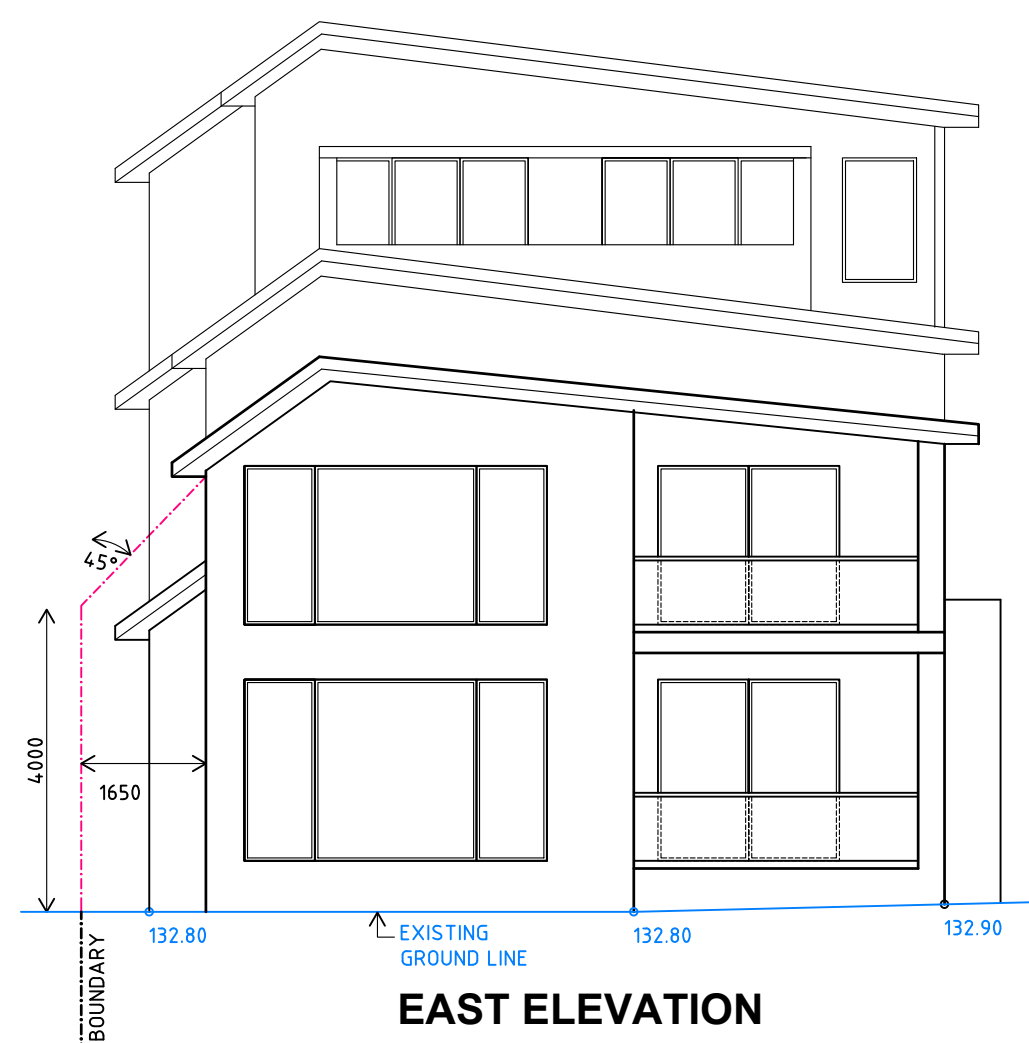 45°
4000
1650
132.80
EXISTING
GROUND LINE
132.80
132.90
BOUNDARY
EAST ELEVATION